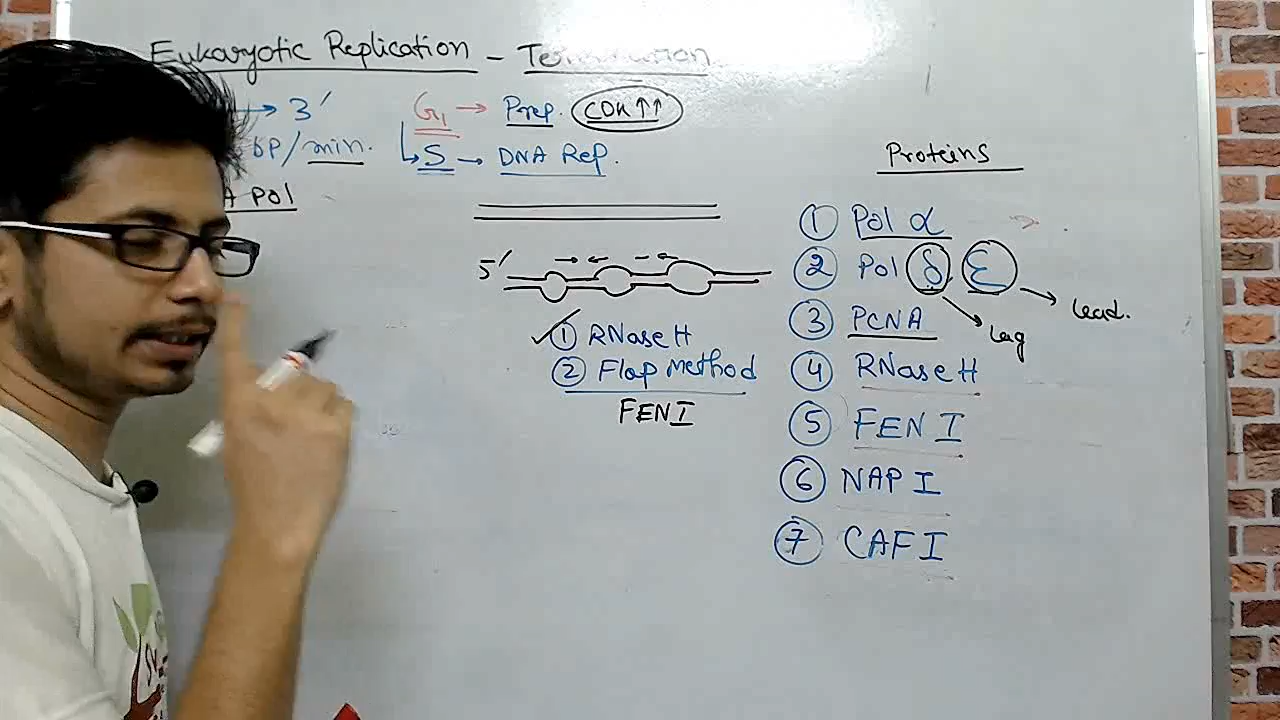 Eukaryotic Replication - Termination
→ 3'
bp/min.
A Pol
G1 → Prep. CDK↑↑
↳ S → DNA Rep.
5'
✓① RNase H
② Flap Method
FEN I
Proteins
① Pol α
② Pol δ ε
→ lead.
→ lag
③ PCNA
④ RNase H
⑤ FEN I
⑥ NAP I
⑦ CAF I